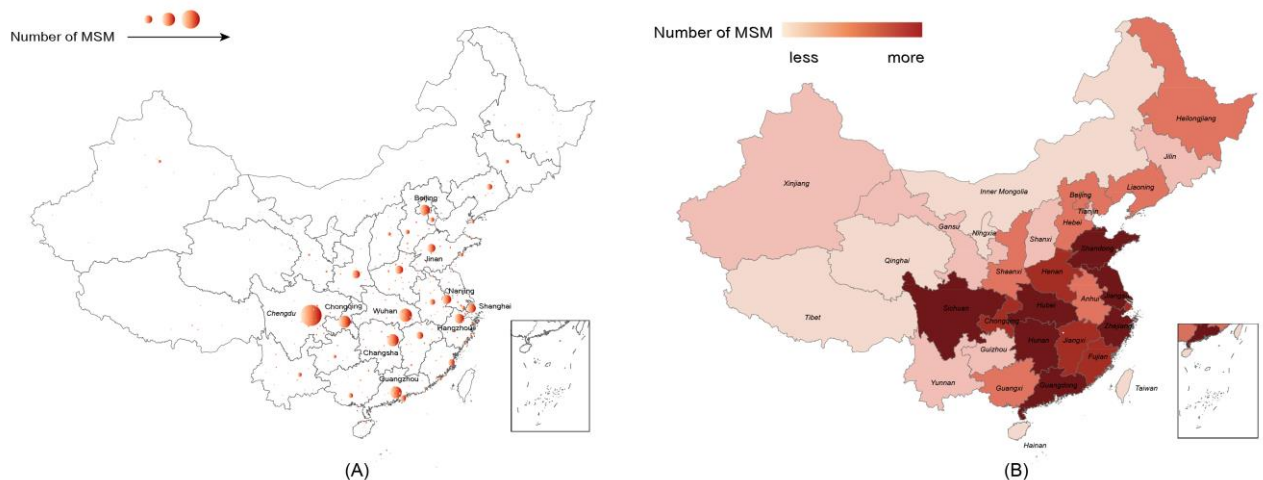 Number of MSM
Beijing
Jinan
Nanjing
Shanghai
Chengdu
Chongqing
Wuhan
Hangzhou
Changsha
Guangzhou
(A)
Number of MSM
less more
Heilongjiang
Jilin
Xinjiang
Inner Mongolia
Beijing
Liaoning
Tianjin
Hebei
Gansu
Ningxia
Shanxi
Shandong
Qinghai
Shaanxi
Henan
Jiangsu
Anhui
Tibet
Sichuan
Hubei
Chongqing
Zhejiang
Hunan
Jiangxi
Guizhou
Fujian
Yunnan
Guangxi
Guangdong
Taiwan
Hainan
(B)